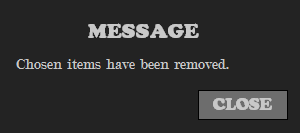 MESSAGE
Chosen items have been removed.
CLOSE